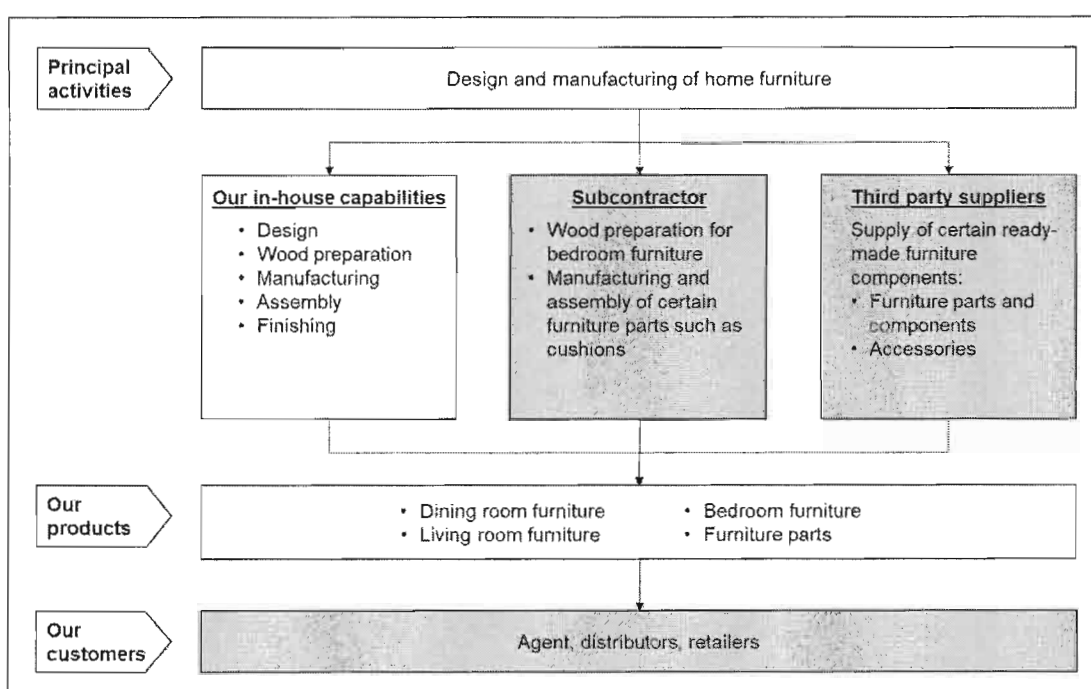 Principal
activities
Design and manufacturing of home furniture
Our in-house capabilities
• Design
• Wood preparation
• Manufacturing
• Assembly
• Finishing
Subcontractor
• Wood preparation for
bedroom furniture
• Manufacturing and
assembly of certain
furniture parts such as
cushions
Third party suppliers
Supply of certain ready-
made furniture
components:
• Furniture parts and
components
• Accessories
Our
products
• Dining room furniture
• Living room furniture
• Bedroom furniture
• Furniture parts
Our
customers
Agent, distributors, retailers